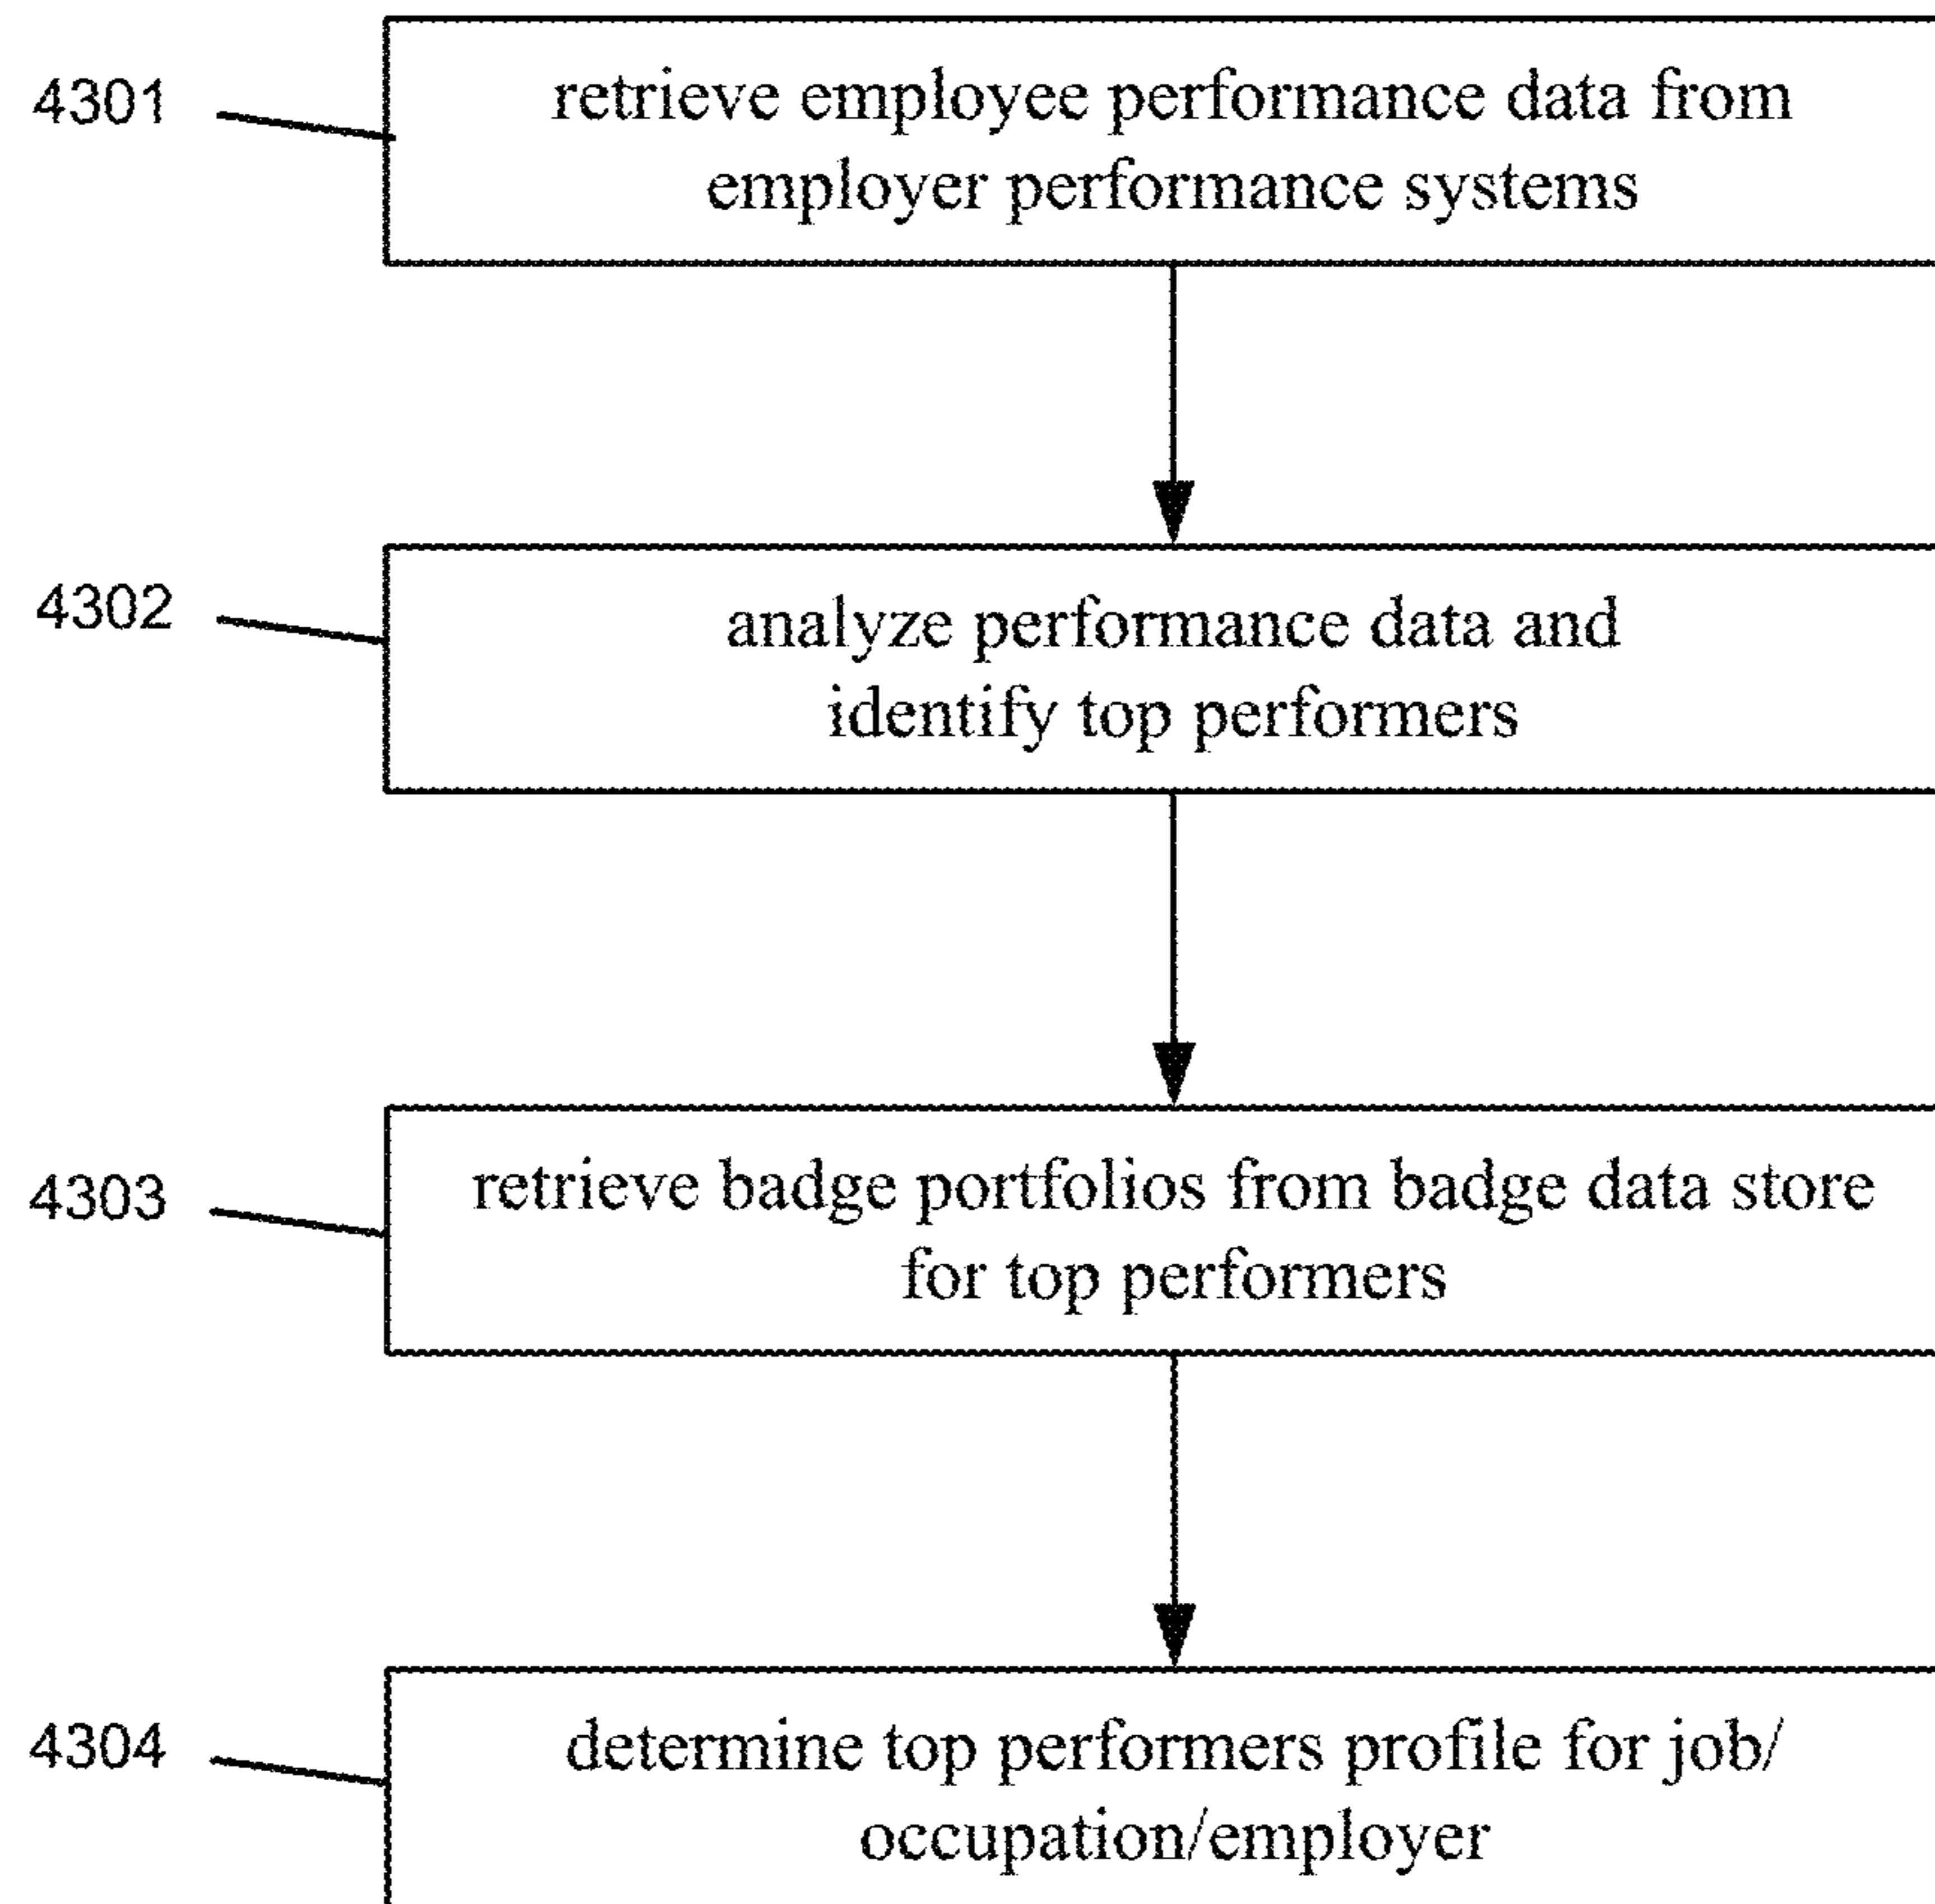 4301
retrieve employee performance data from
employer performance systems
4302
analyze performance data and
identify top performers
4303
retrieve badge portfolios from badge data store
for top performers
4304
determine top performers profile for job/
occupation/employer